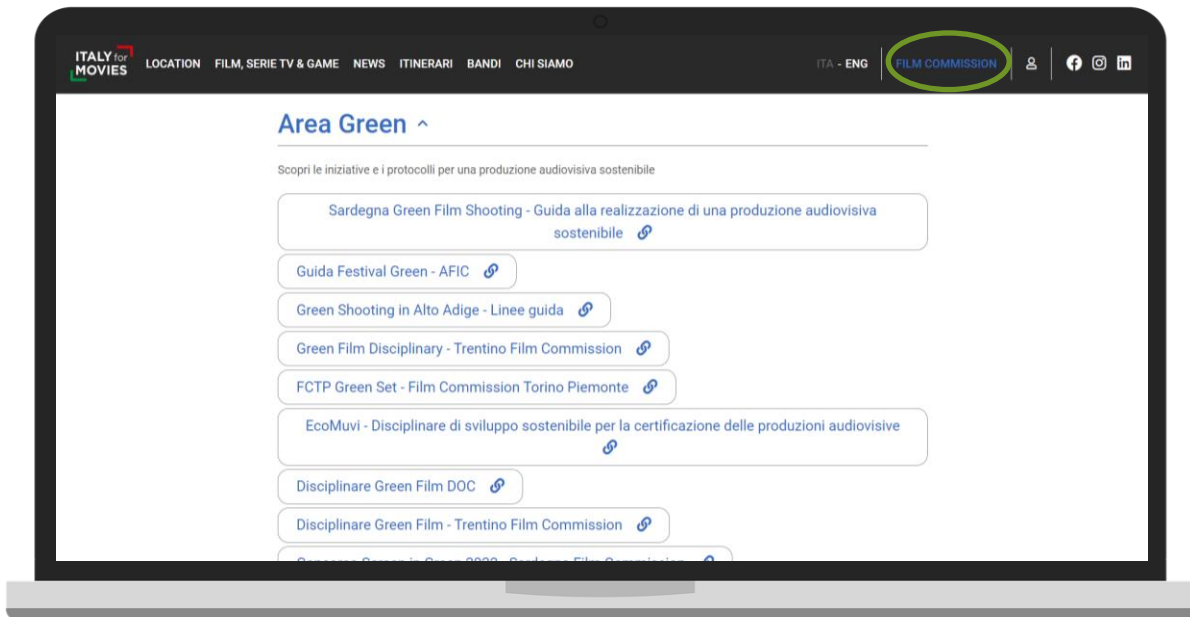 ITALY for
MOVIES
LOCATION FILM, SERIE TV & GAME NEWS ITINERARI BANDI CHI SIAMO ITA - ENG FILM COMMISSION
Area Green
Scopri le iniziative e i protocolli per una produzione audiovisiva sostenibile
Sardegna Green Film Shooting - Guida alla realizzazione di una produzione audiovisiva
sostenibile
Guida Festival Green - AFIC
Green Shooting in Alto Adige - Linee guida
Green Film Disciplinary - Trentino Film Commission
FCTP Green Set - Film Commission Torino Piemonte
EcoMuvi - Disciplinare di sviluppo sostenibile per la certificazione delle produzioni audiovisive
Disciplinare Green Film DOC
Disciplinare Green Film - Trentino Film Commission